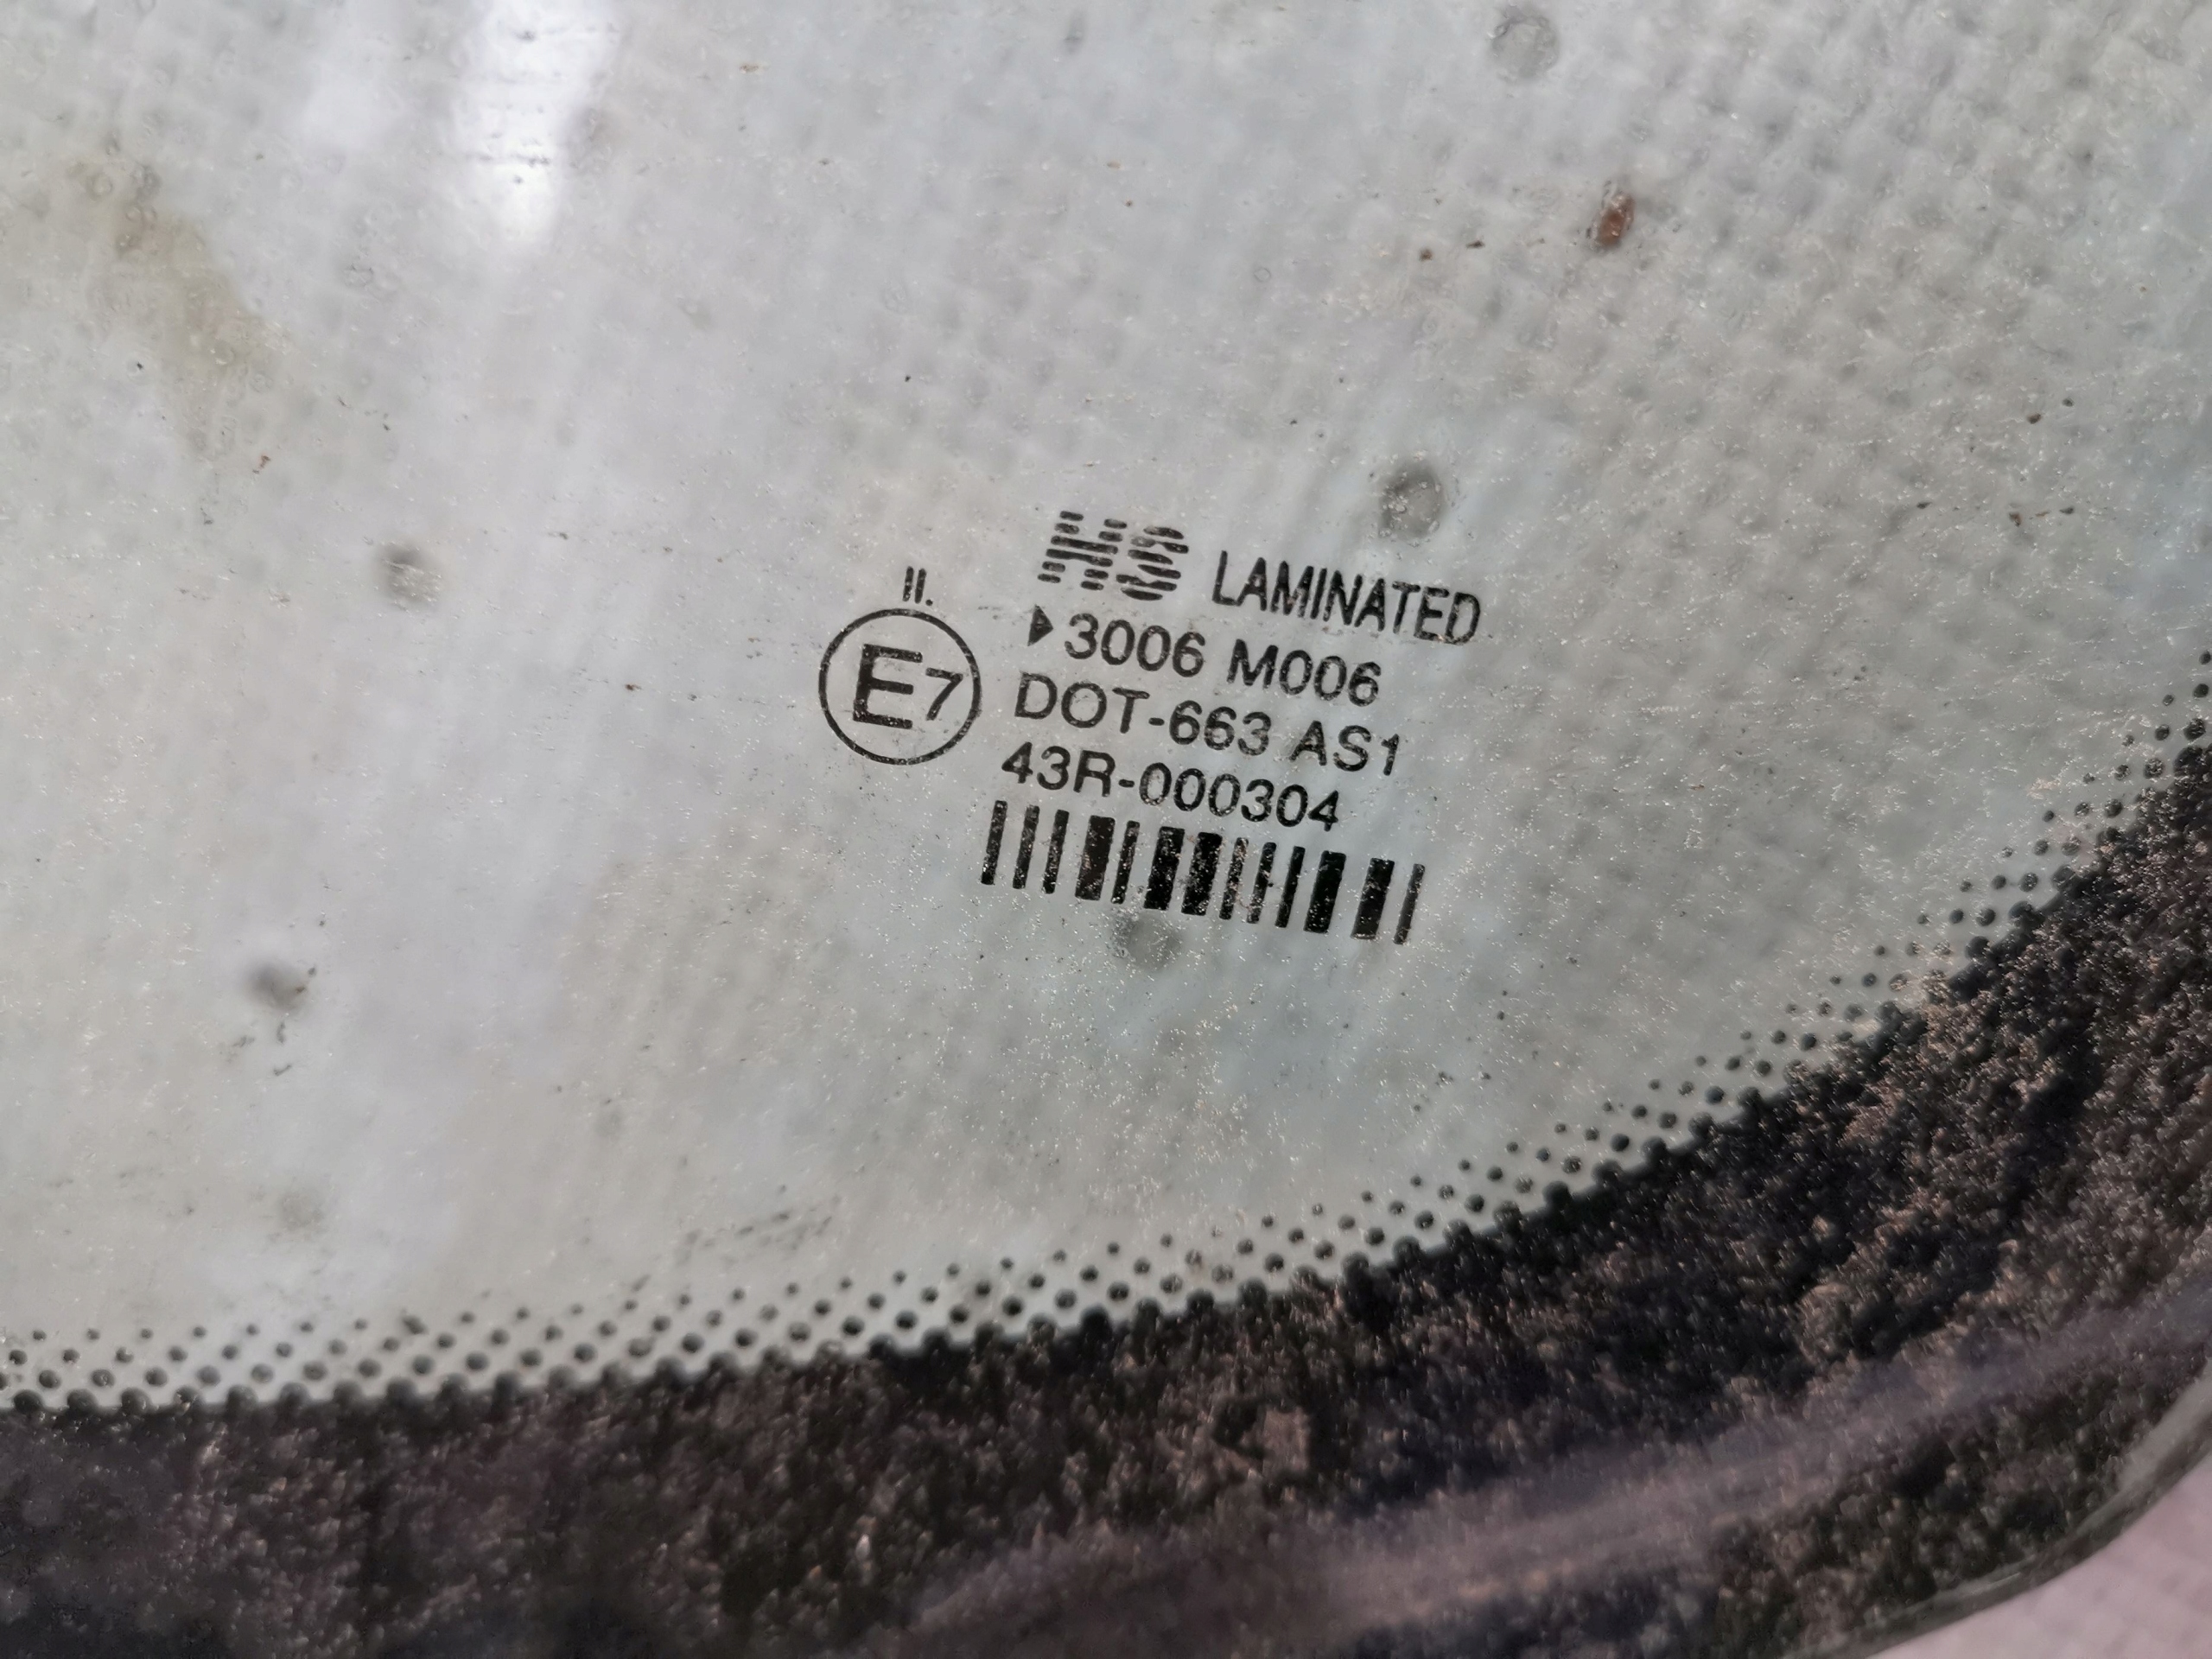 HS LAMINATED
II.
3006 M006
E7
DOT-663 AS1
43R-000304